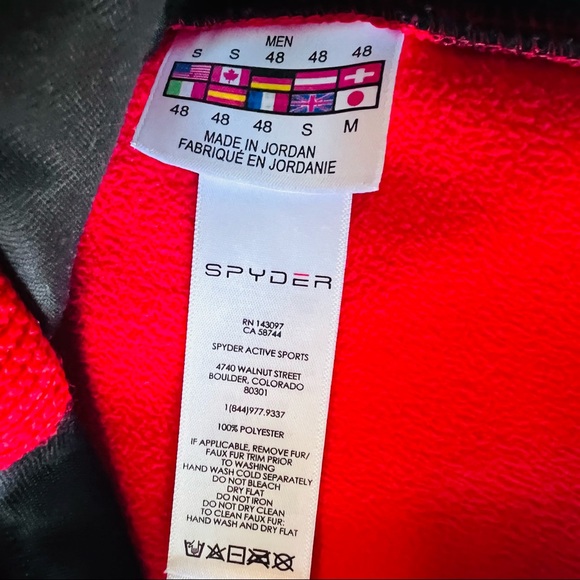 MEN
S S 48 48 48
48 48 48 S M
MADE IN JORDAN
FABRIQUÉ EN JORDANIE
SPYDER
RN 143097
CA 58744
SPYDER ACTIVE SPORTS
4740 WALNUT STREET
BOULDER, COLORADO
80301
1(844)977.9337
100% POLYESTER
IF APPLICABLE, REMOVE FUR/
FAUX FUR TRIM PRIOR
TO WASHING
HAND WASH COLD SEPARATELY
DO NOT BLEACH
DRY FLAT
DO NOT IRON
DO NOT DRY CLEAN
TO CLEAN FAUX FUR:
HAND WASH AND DRY FLAT